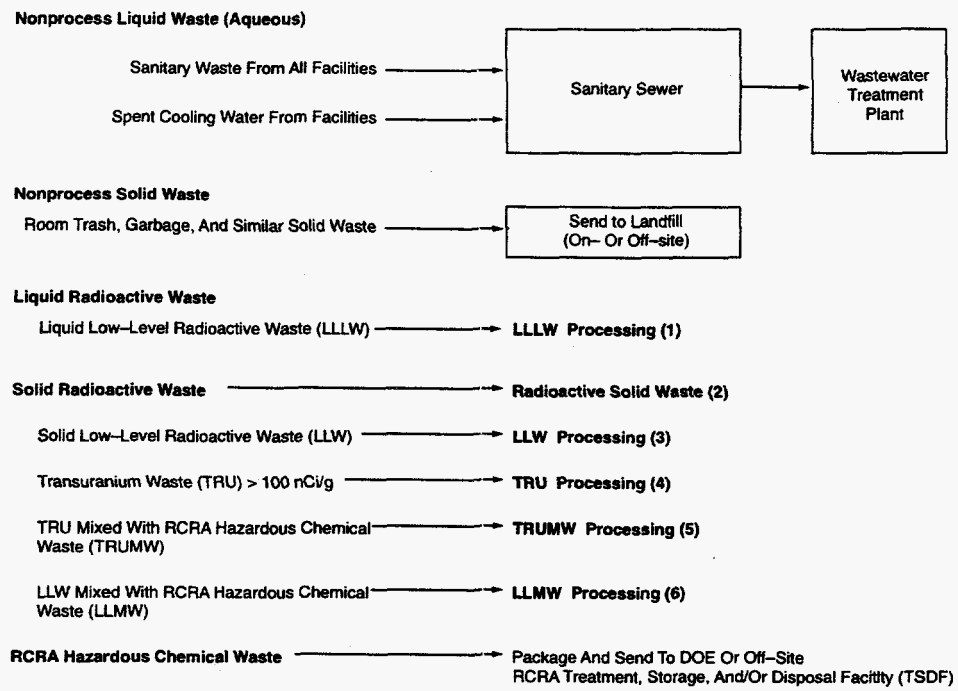 Nonprocess Liquid Waste (Aqueous)
Sanitary Waste From All Facilities
Spent Cooling Water From Facilities
Sanitary Sewer
Wastewater
Treatment
Plant
Nonprocess Solid Waste
Room Trash, Garbage, And Similar Solid Waste
Send to Landfill
(On– Or Off–site)
Liquid Radioactive Waste
Liquid Low–Level Radioactive Waste (LLLW)
LLLW Processing (1)
Solid Radioactive Waste
Radioactive Solid Waste (2)
Solid Low–Level Radioactive Waste (LLW)
LLW Processing (3)
Transuranium Waste (TRU) > 100 nCi/g
TRU Processing (4)
TRU Mixed With RCRA Hazardous Chemical
Waste (TRUMW)
TRUMW Processing (5)
LLW Mixed With RCRA Hazardous Chemical
Waste (LLMW)
LLMW Processing (6)
RCRA Hazardous Chemical Waste
Package And Send To DOE Or Off–Site
RCRA Treatment, Storage, And/Or Disposal Facility (TSDF)